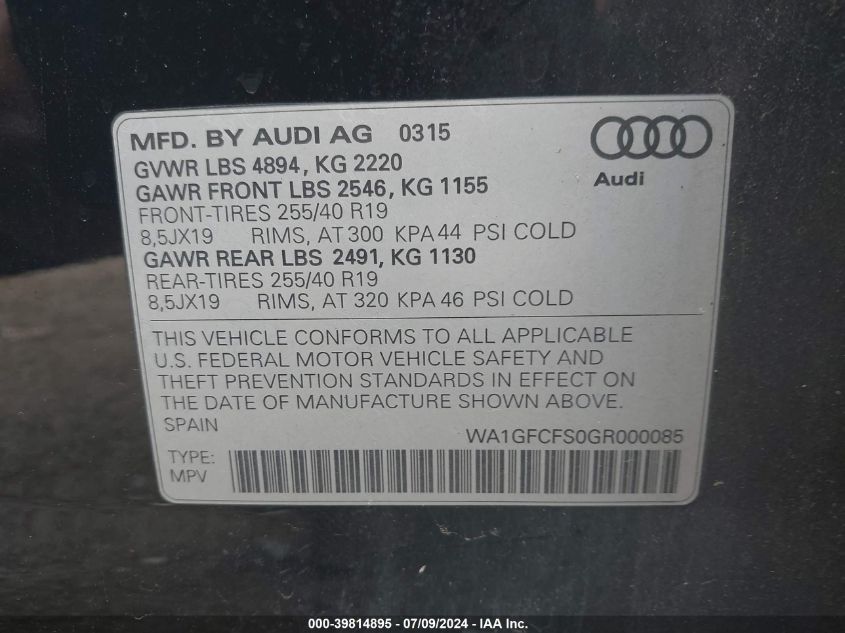 MFD. BY AUDI AG 0315
GVWR LBS 4894, KG 2220
GAWR FRONT LBS 2546, KG 1155
FRONT-TIRES 255/40 R19
8,5JX19 RIMS, AT 300 KPA 44 PSI COLD
GAWR REAR LBS 2491, KG 1130
REAR-TIRES 255/40 R19
8,5JX19 RIMS, AT 320 KPA 46 PSI COLD
Audi
THIS VEHICLE CONFORMS TO ALL APPLICABLE
U.S. FEDERAL MOTOR VEHICLE SAFETY AND
THEFT PREVENTION STANDARDS IN EFFECT ON
THE DATE OF MANUFACTURE SHOWN ABOVE.
SPAIN
WA1GFCFS0GR000085
TYPE:
MPV
000-39814895 - 07/09/2024 - IAAI.COM